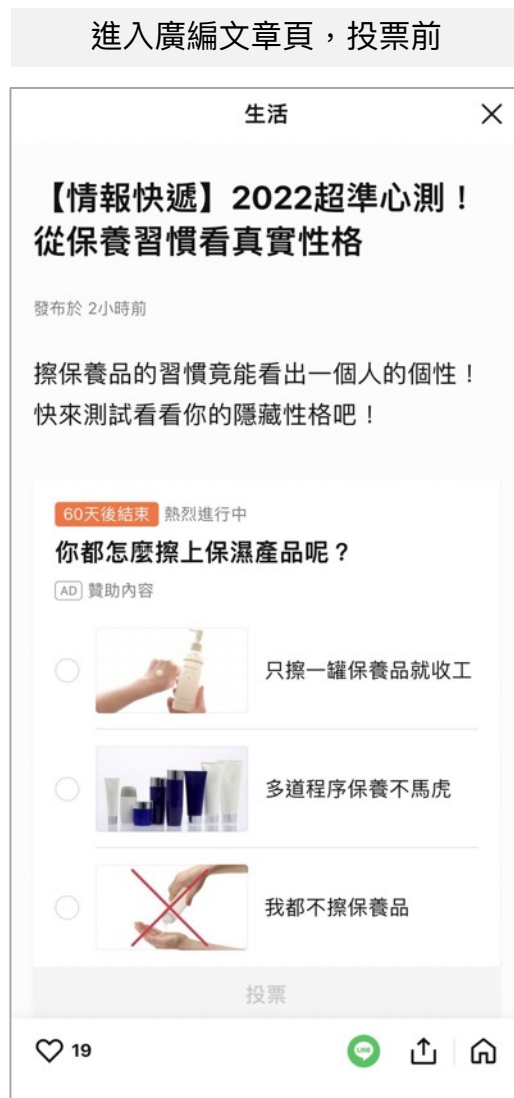 進入廣編文章頁，投票前
生活
【情報快遞】2022超準心測！
從保養習慣看真實性格
發布於 2小時前
擦保養品的習慣竟能看出一個人的個性！
快來測試看看你的隱藏性格吧！
60天後結束 熱烈進行中
你都怎麼擦上保濕產品呢？
AD 贊助內容
只擦一罐保養品就收工
多道程序保養不馬虎
我都不擦保養品
投票
19
LINE